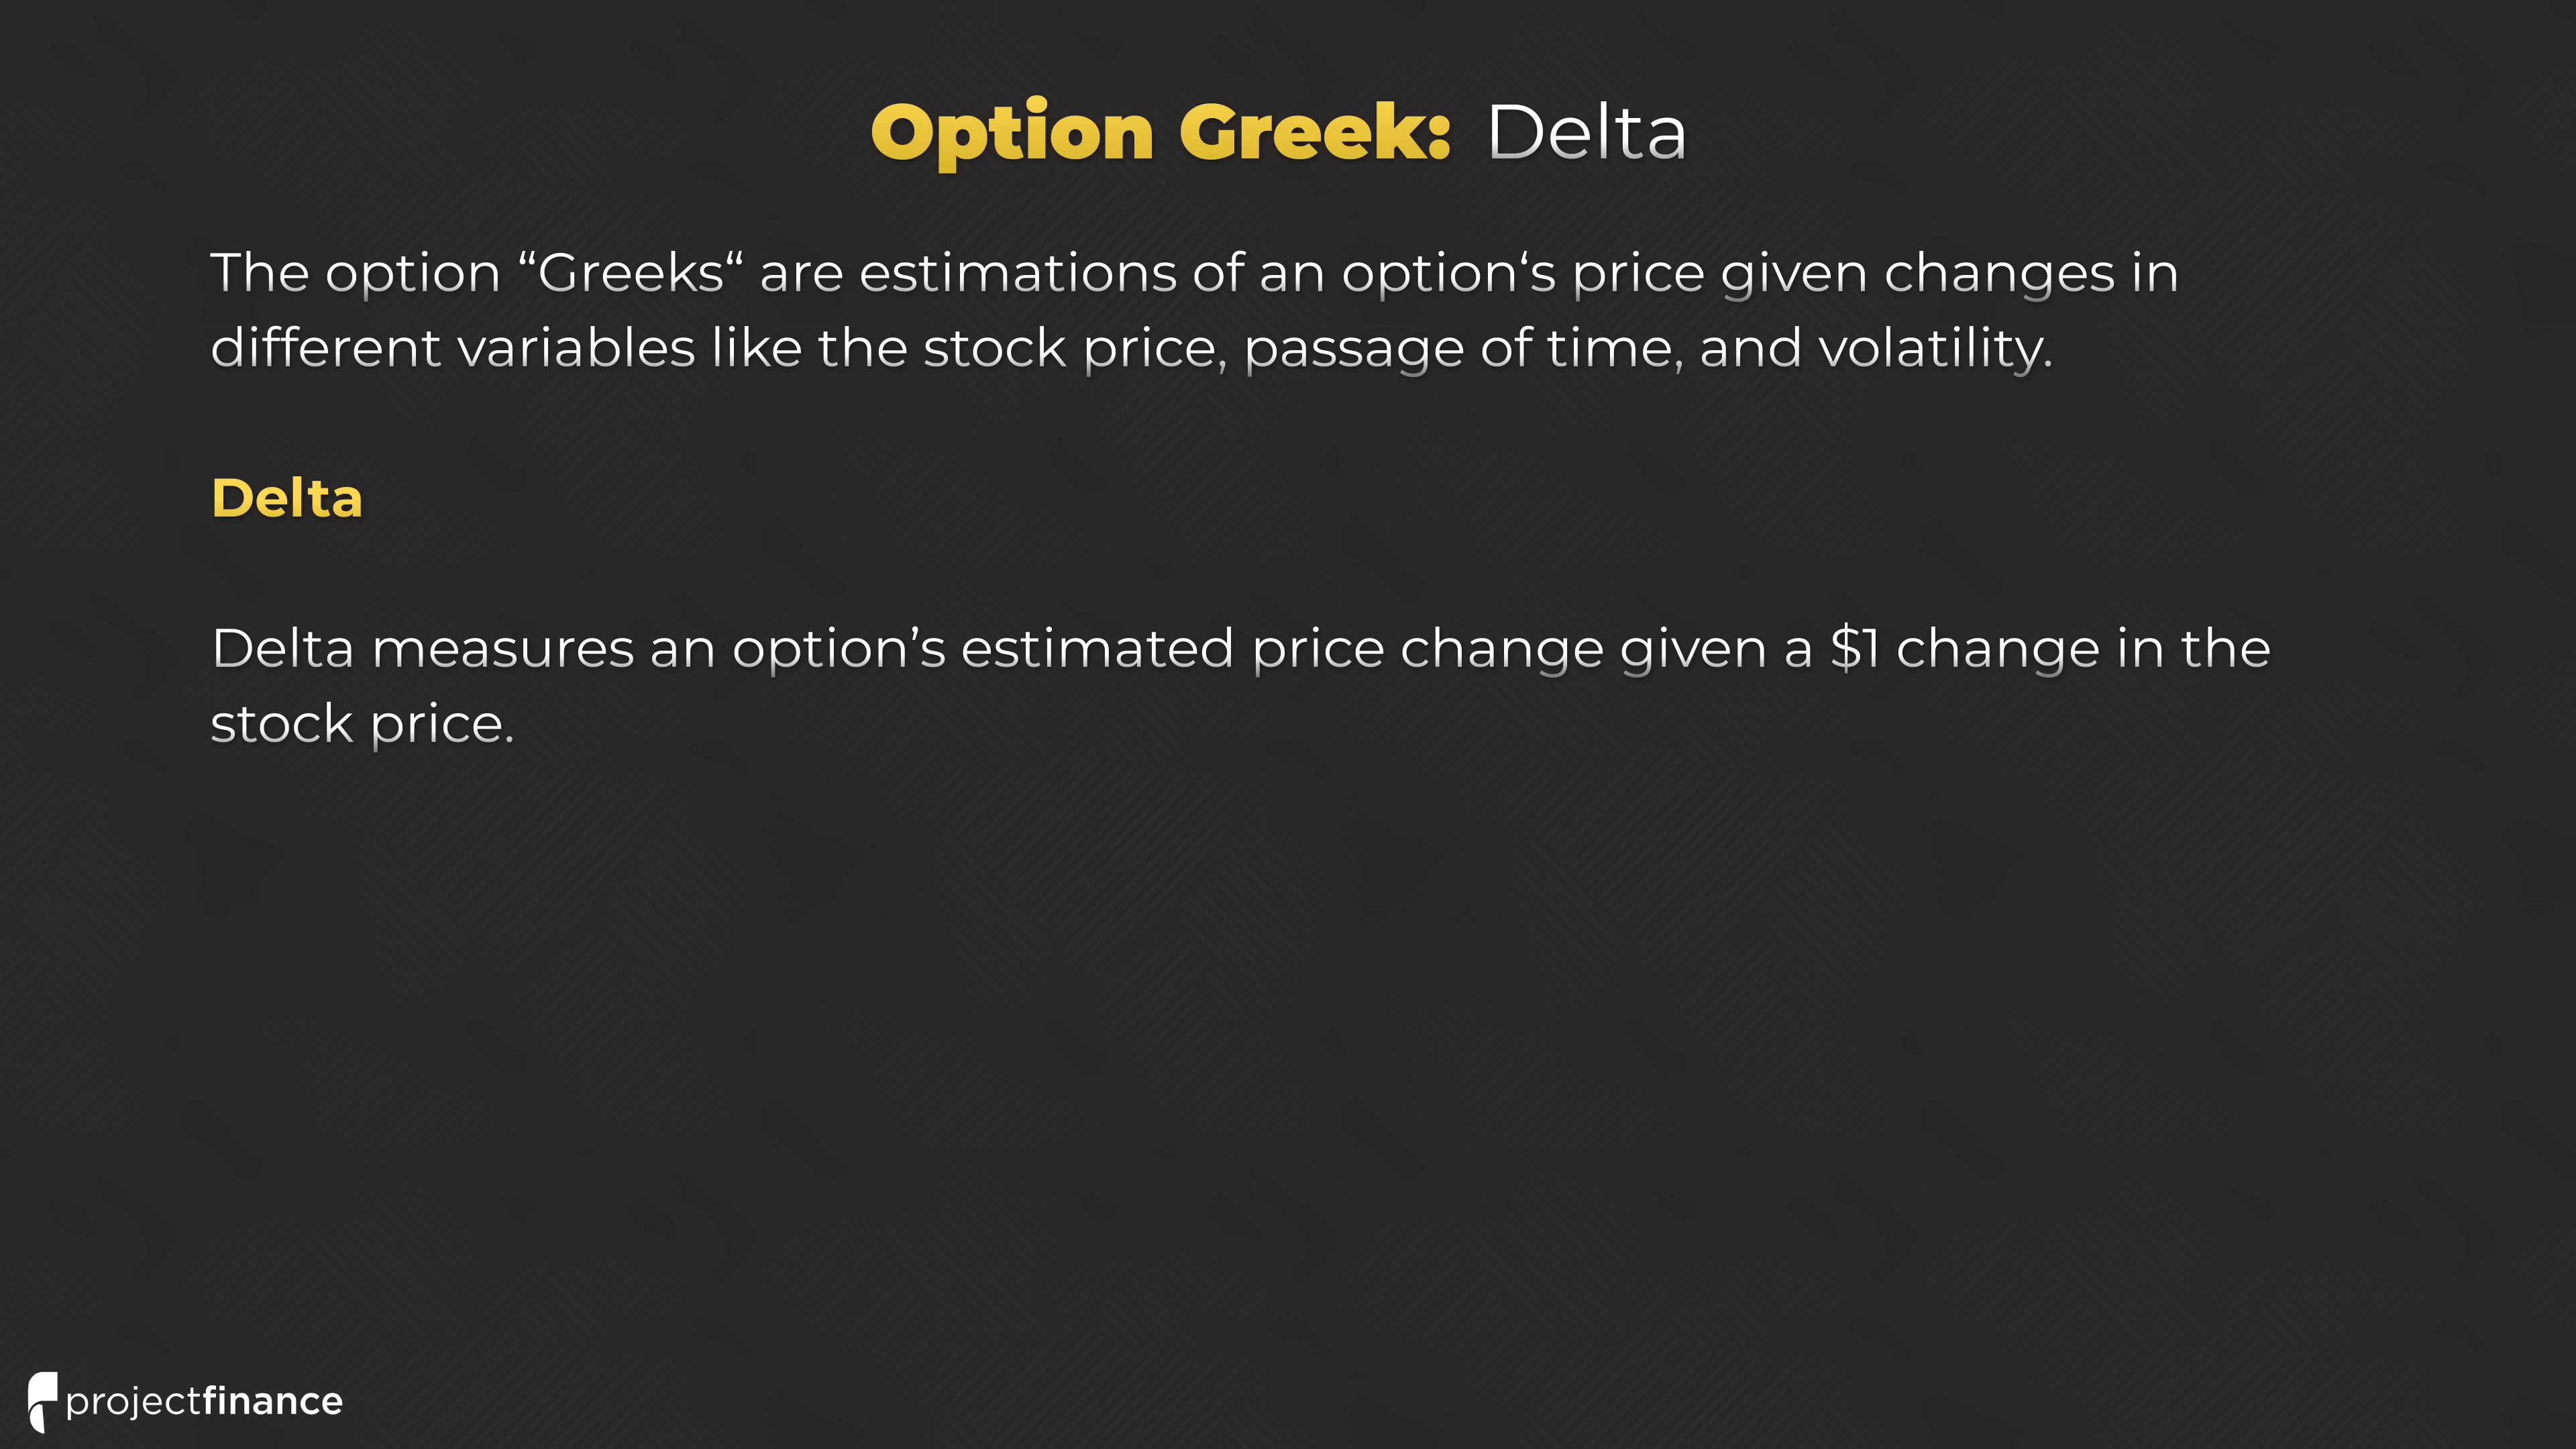 Option Greek: Delta
The option “Greeks“ are estimations of an option‘s price given changes in
different variables like the stock price, passage of time, and volatility.
Delta
Delta measures an option’s estimated price change given a $1 change in the
stock price.
projectfinance